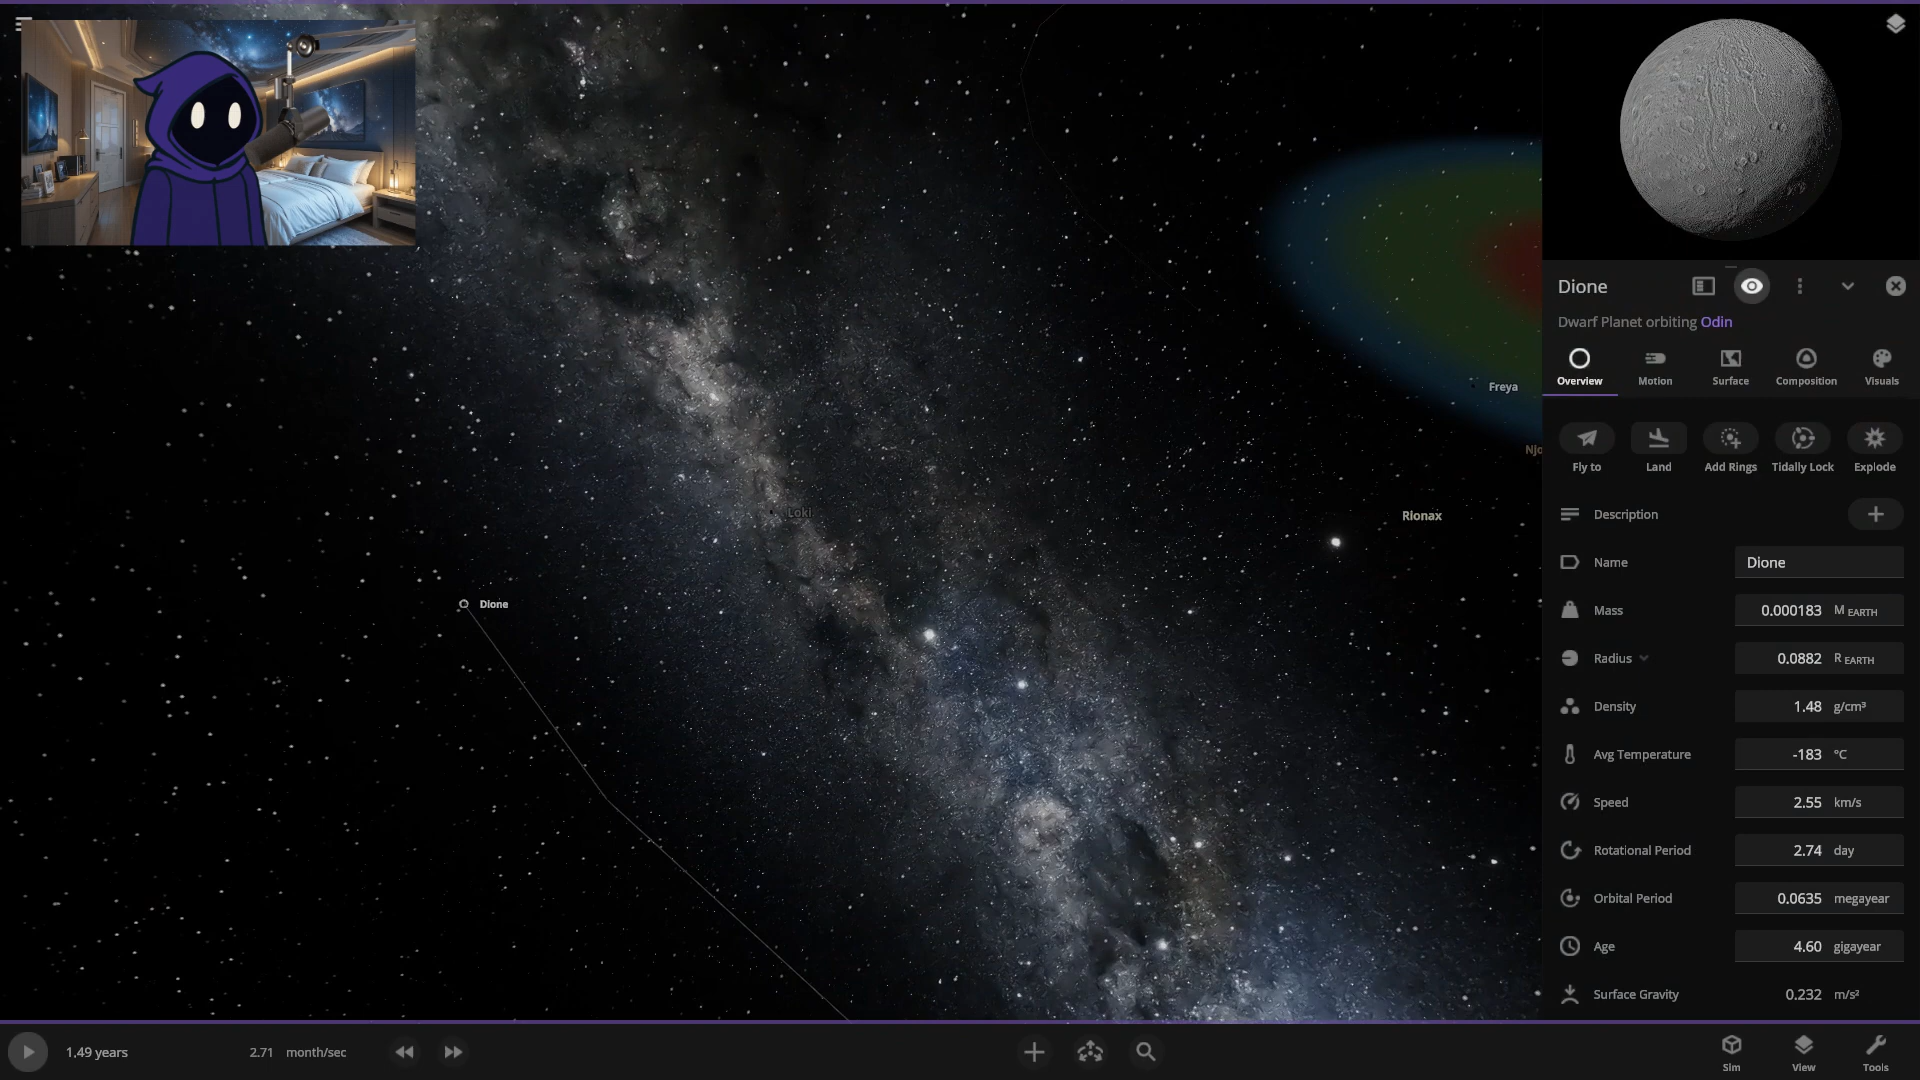 Dione
Dwarf Planet orbiting Odin
Overview
Motion
Surface
Composition
Visuals
Fly to
Land
Add Rings
Tidally Lock
Explode
Description
Name Dione
Mass 0.000183 M EARTH
Radius 0.0882 R EARTH
Density 1.48 g/cm³
Avg Temperature -183 °C
Speed 2.55 km/s
Rotational Period 2.74 day
Orbital Period 0.0635 megayear
Age 4.60 gigayear
Surface Gravity 0.232 m/s²
Freya
Njo
Loki
Rionax
Dione
1.49 years
2.71 month/sec
Sim
View
Tools